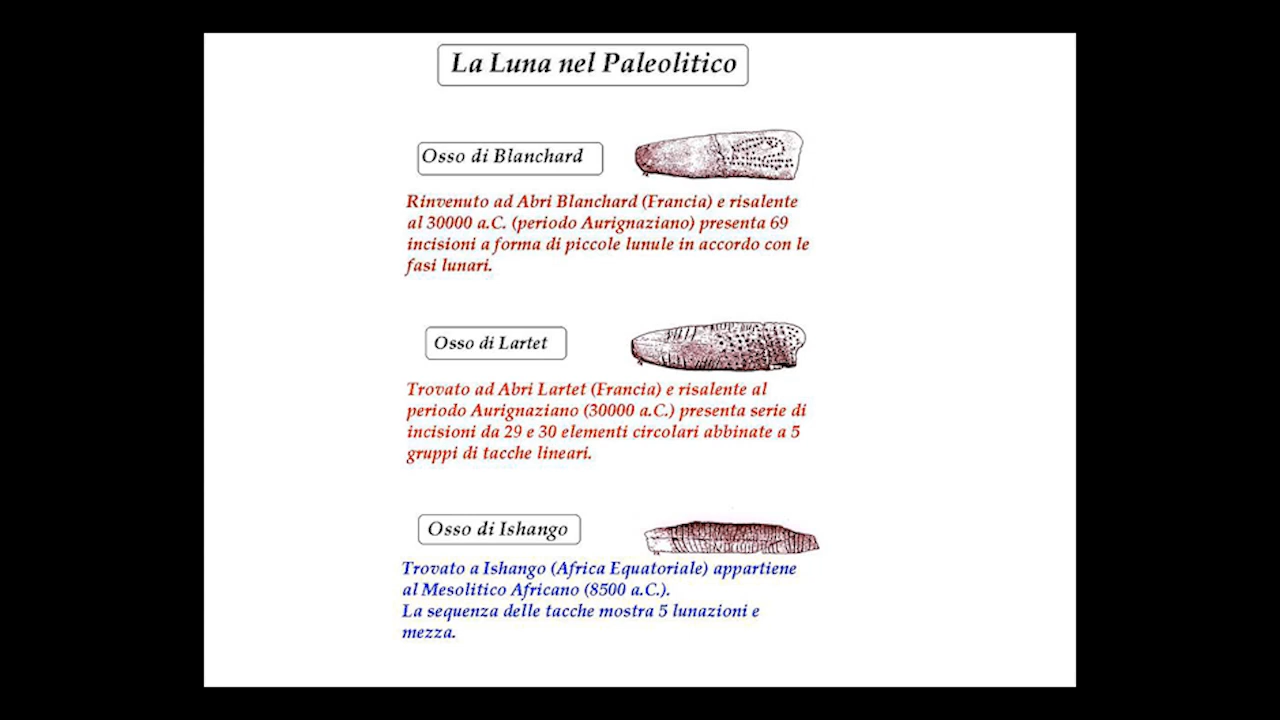 La Luna nel Paleolitico
Osso di Blanchard
Rinvenuto ad Abri Blanchard (Francia) e risalente
al 30000 a.C. (periodo Aurignaziano) presenta 69
incisioni a forma di piccole lunule in accordo con le
fasi lunari.
Osso di Lartet
Trovato ad Abri Lartet (Francia) e risalente al
periodo Aurignaziano (30000 a.C.) presenta serie di
incisioni da 29 e 30 elementi circolari abbinate a 5
gruppi di tacche lineari.
Osso di Ishango
Trovato a Ishango (Africa Equatoriale) appartiene
al Mesolitico Africano (8500 a.C.).
La sequenza delle tacche mostra 5 lunazioni e
mezza.